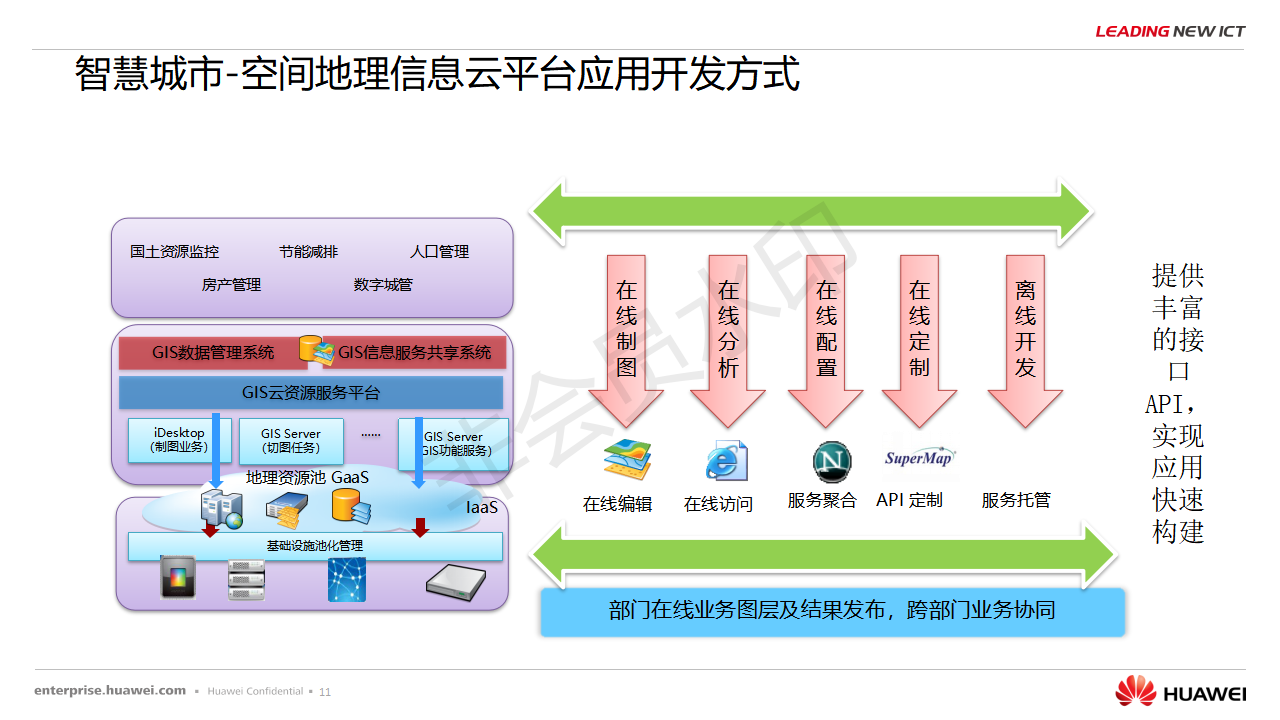 LEADING NEW ICT
智慧城市-空间地理信息云平台应用开发方式
国土资源监控
节能减排
人口管理
房产管理
数字城管
GIS数据管理系统
GIS信息服务共享系统
GIS云资源服务平台
iDesktop
(制图业务)
GIS Server
(切图任务)
......
GIS Server
GIS功能服务)
地理资源池 GaaS
IaaS
基础设施池化管理
在线制图
在线分析
在线配置
在线定制
离线开发
N
SuperMap
在线编辑
在线访问
服务聚合
API 定制
服务托管
提供
丰富
的接
口
API，
实现
应用
快速
构建
部门在线业务图层及结果发布，跨部门业务协同
非会员水印
enterprise.huawei.com ▪ Huawei Confidential ▪ 11
HUAWEI